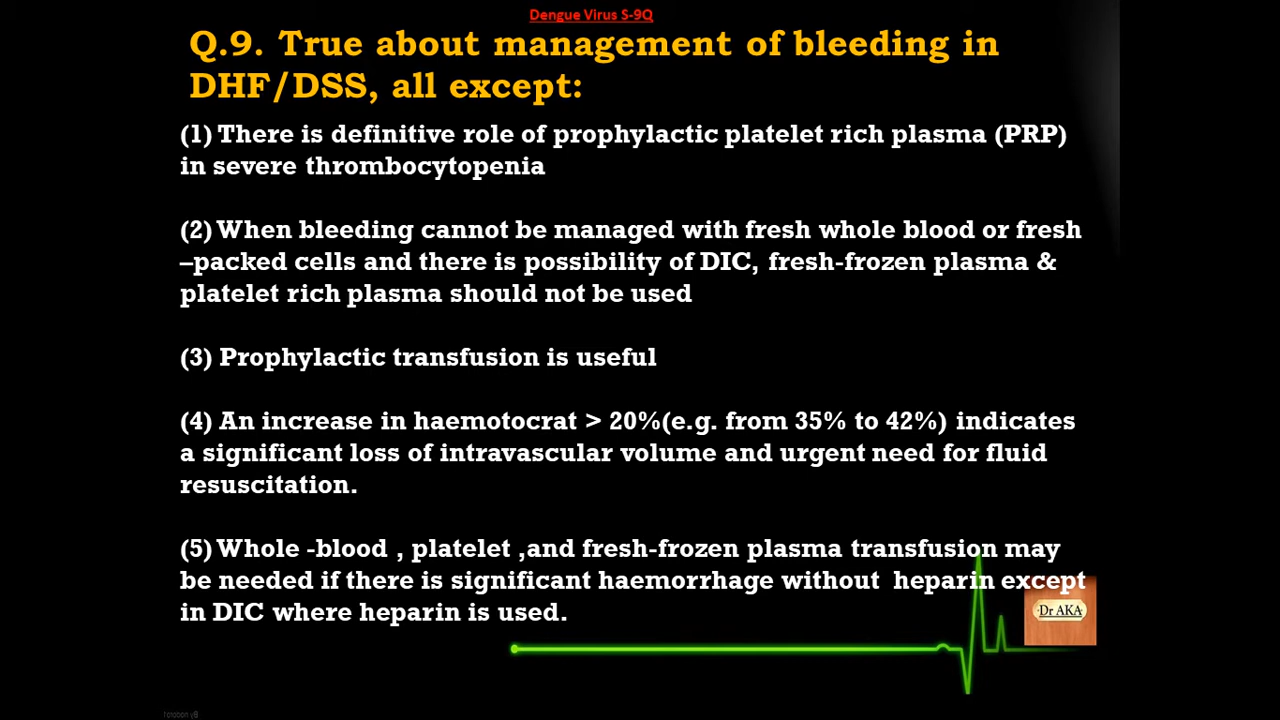 Dengue Virus S-9Q
Q.9. True about management of bleeding in
DHF/DSS, all except:
(1) There is definitive role of prophylactic platelet rich plasma (PRP)
in severe thrombocytopenia
(2) When bleeding cannot be managed with fresh whole blood or fresh
–packed cells and there is possibility of DIC, fresh-frozen plasma &
platelet rich plasma should not be used
(3) Prophylactic transfusion is useful
(4) An increase in haemotocrat > 20%(e.g. from 35% to 42%) indicates
a significant loss of intravascular volume and urgent need for fluid
resuscitation.
(5) Whole -blood , platelet ,and fresh-frozen plasma transfusion may
be needed if there is significant haemorrhage without heparin except
in DIC where heparin is used.
Dr AKA